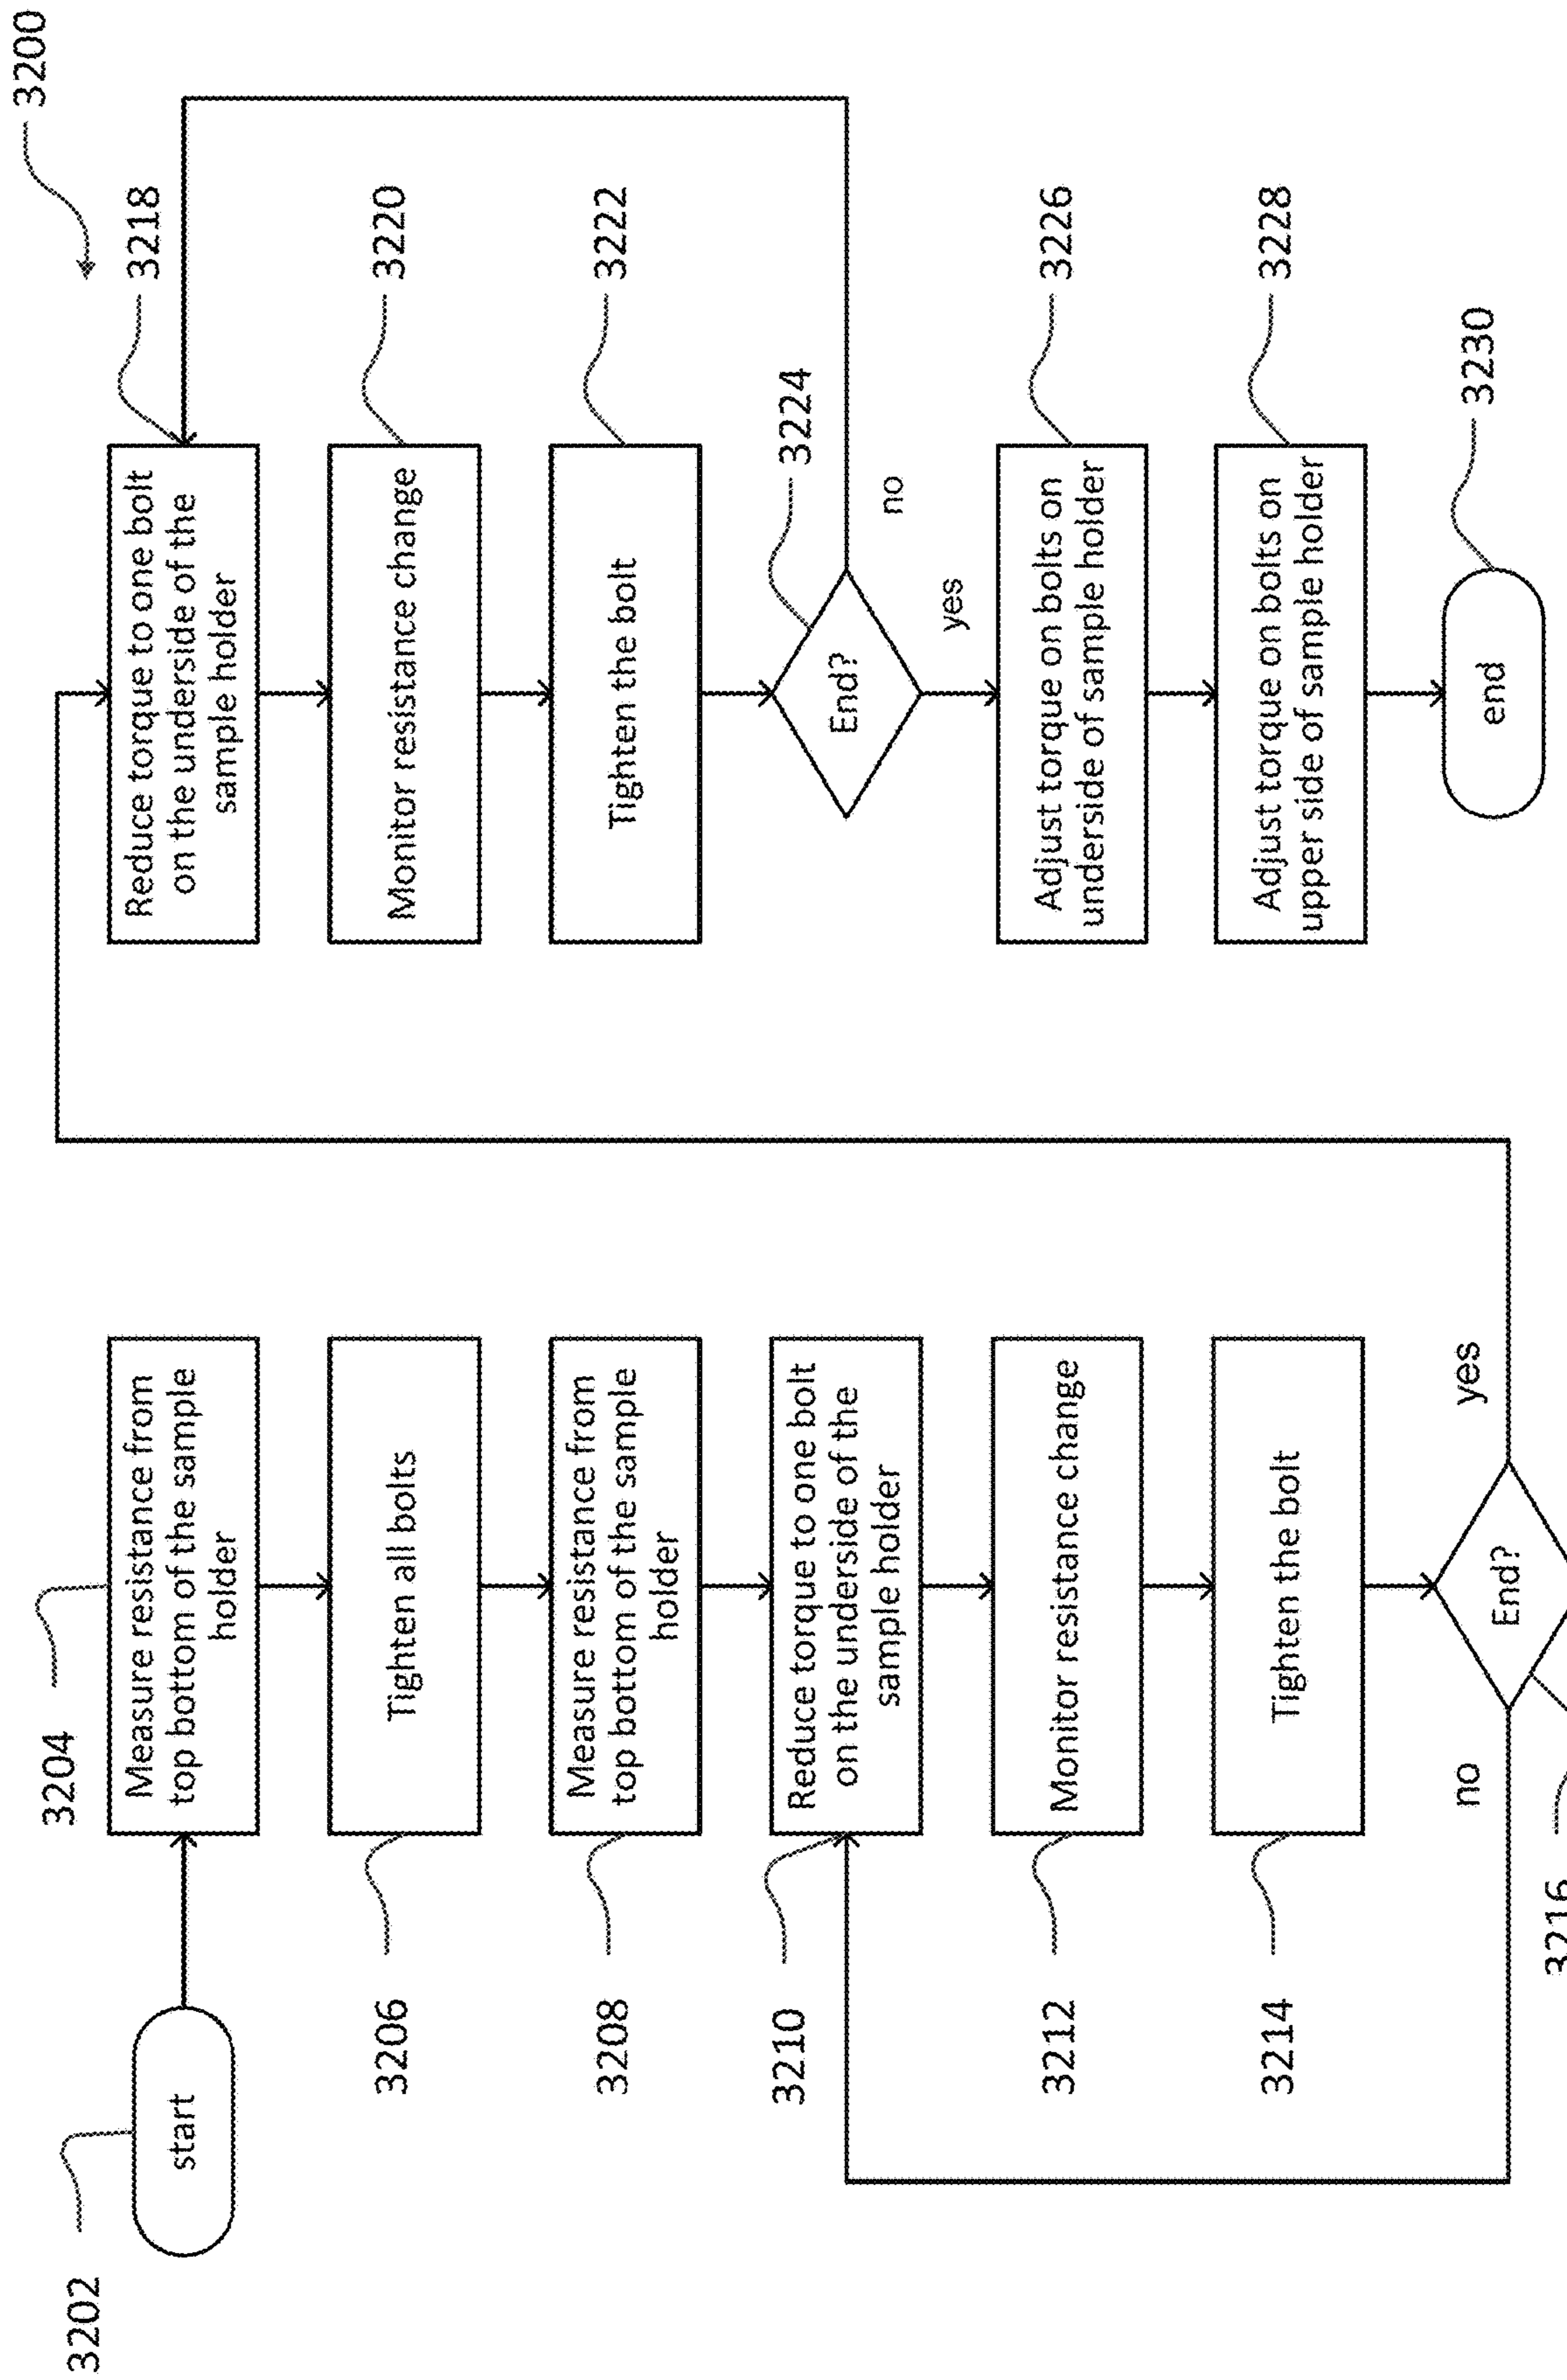 3200
3202
start
3204
Measure resistance from
top bottom of the sample
holder
3206
Tighten all bolts
3208
Measure resistance from
top bottom of the sample
holder
3210
Reduce torque to one bolt
on the underside of the
sample holder
3212
Monitor resistance change
3214
Tighten the bolt
3216
End?
no
yes
3218
Reduce torque to one bolt
on the underside of the
sample holder
3220
Monitor resistance change
3222
Tighten the bolt
3224
End?
no
yes
3226
Adjust torque on bolts on
underside of sample holder
3228
Adjust torque on bolts on
upper side of sample holder
3230
end